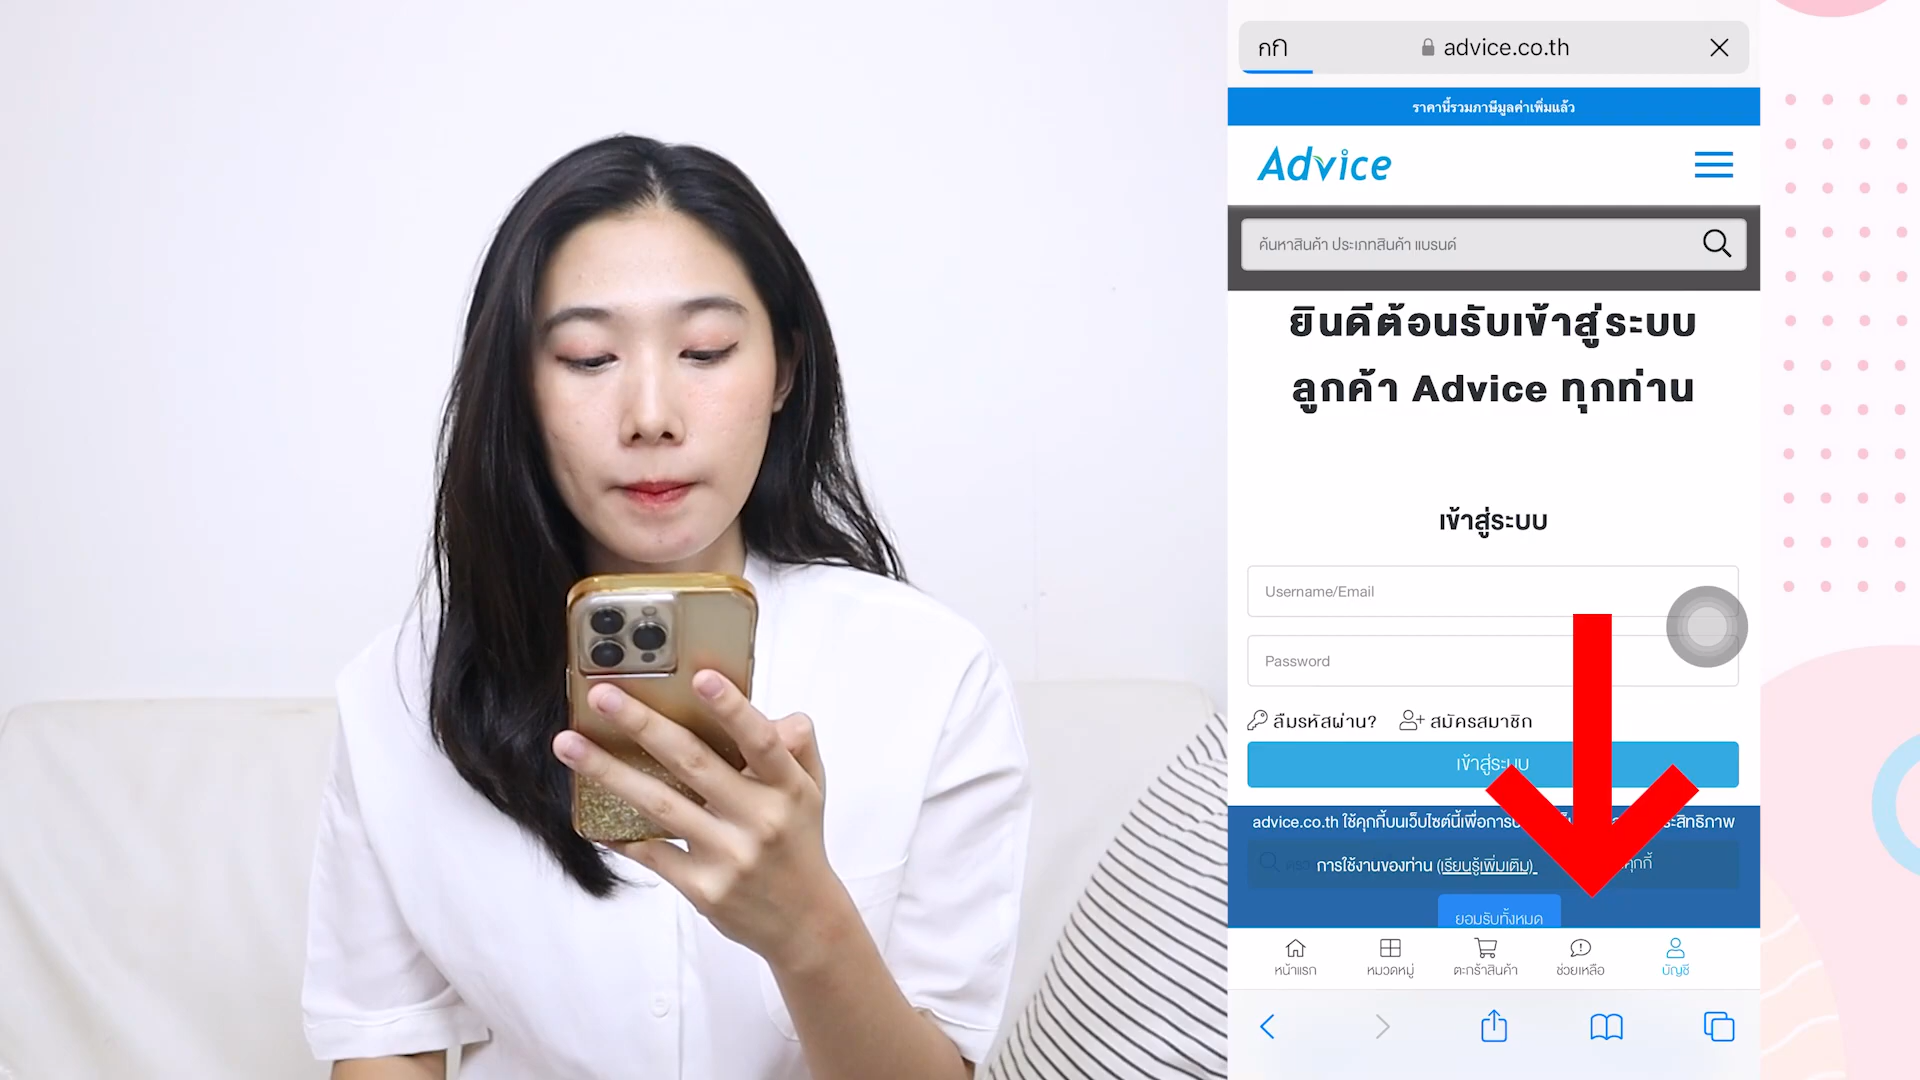 กก advice.co.th
ราคานี้รวมภาษีมูลค่าเพิ่มแล้ว
Advice
ค้นหาสินค้า ประเภทสินค้า แบรนด์
ยินดีต้อนรับเข้าสู่ระบบ
ลูกค้า Advice ทุกท่าน
เข้าสู่ระบบ
Username/Email
Password
ลืมรหัสผ่าน? สมัครสมาชิก
เข้าสู่ระบบ
advice.co.th ใช้คุกกี้บนเว็บไซต์นี้เพื่อการ
การใช้งานของท่าน (เรียนรู้เพิ่มเติม)
ยอมรับทั้งหมด
หน้าแรก หมวดหมู่ ตะกร้าสินค้า ช่วยเหลือ บัญชี